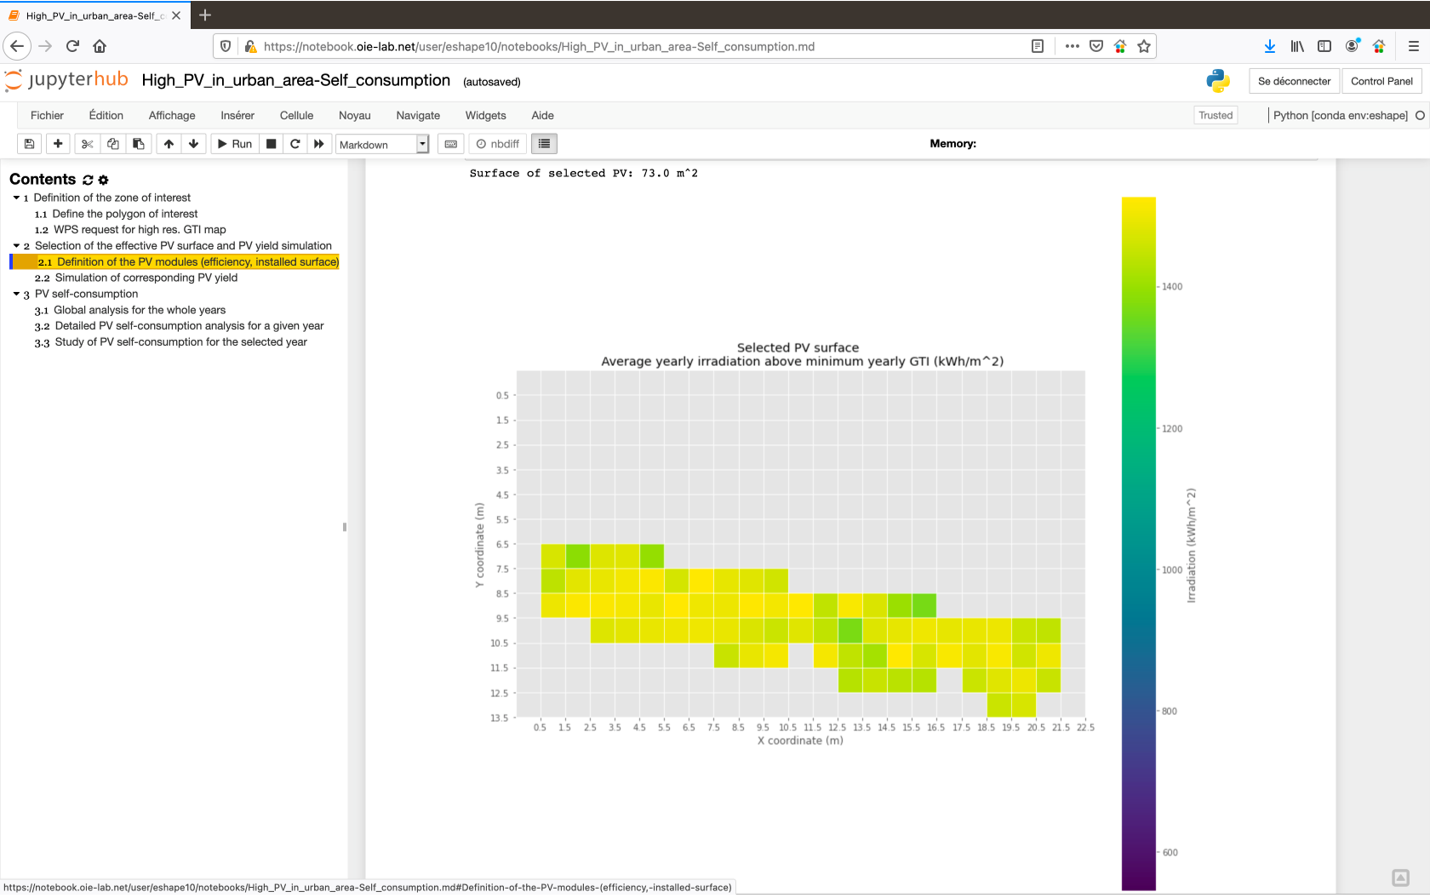 High_PV_in_urban_area-Self_c
https://notebook.oie-lab.net/user/eshape10/notebooks/High_PV_in_urban_area-Self_consumption.md
jupyterhub High_PV_in_urban_area-Self_consumption (autosaved) Se déconnecter Control Panel
Fichier Édition Affichage Insérer Cellule Noyau Navigate Widgets Aide Trusted Python [conda env:eshape]
Run Markdown nbdiff Memory:
Contents
1 Definition of the zone of interest
1.1 Define the polygon of interest
1.2 WPS request for high res. GTI map
2 Selection of the effective PV surface and PV yield simulation
2.1 Definition of the PV modules (efficiency, installed surface)
2.2 Simulation of corresponding PV yield
3 PV self-consumption
3.1 Global analysis for the whole years
3.2 Detailed PV self-consumption analysis for a given year
3.3 Study of PV self-consumption for the selected year
Surface of selected PV: 73.0 m^2
Selected PV surface
Average yearly irradiation above minimum yearly GTI (kWh/m^2)
Y coordinate (m)
0.5
1.5
2.5
3.5
4.5
5.5
6.5
7.5
8.5
9.5
10.5
11.5
12.5
13.5
0.5 1.5 2.5 3.5 4.5 5.5 6.5 7.5 8.5 9.5 10.5 11.5 12.5 13.5 14.5 15.5 16.5 17.5 18.5 19.5 20.5 21.5 22.5
X coordinate (m)
1400
1200
1000
800
600
Irradiation (kWh/m^2)
https://notebook.oie-lab.net/user/eshape10/notebooks/High_PV_in_urban_area-Self_consumption.md#Definition-of-the-PV-modules-(efficiency,-installed-surface)